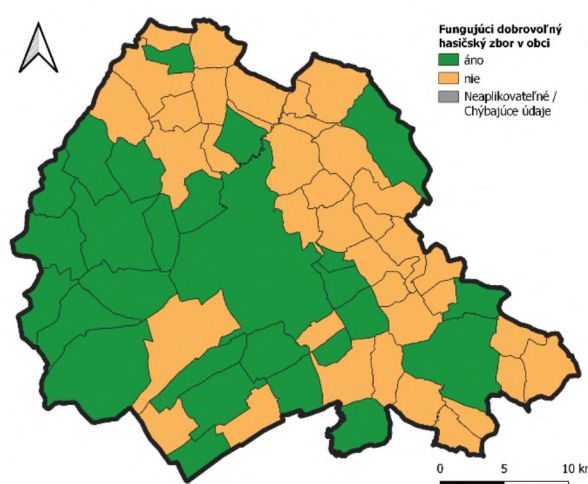 Fungujúci dobrovoľný
hasičský zbor v obci
áno
nie
Neaplikovateľné /
Chýbajúce údaje
0 5 10 km